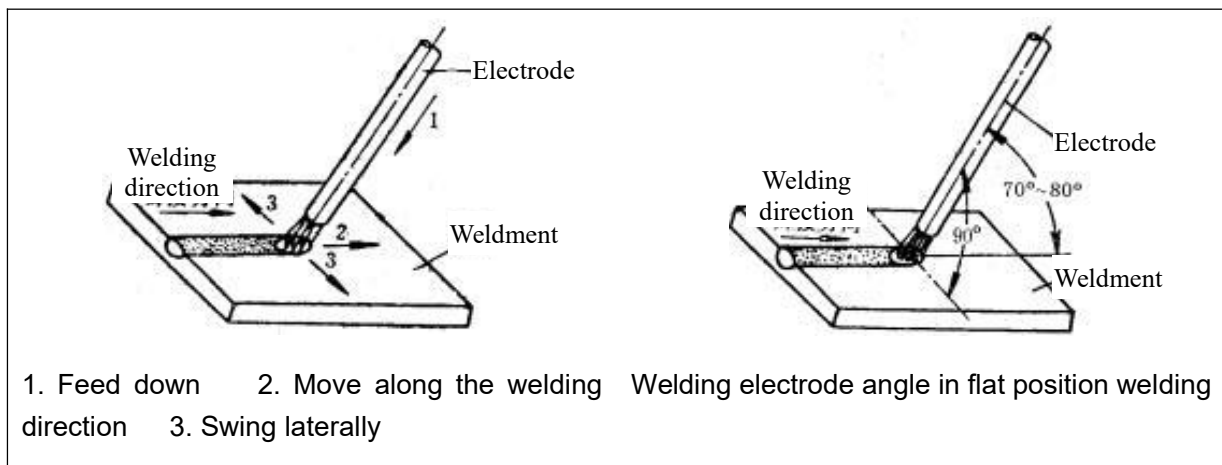 Electrode
1
Welding
direction
3
2
3
Weldment
Electrode
70°~80°
Welding
direction
90°
Weldment
1. Feed down 2. Move along the welding
direction 3. Swing laterally
Welding electrode angle in flat position welding